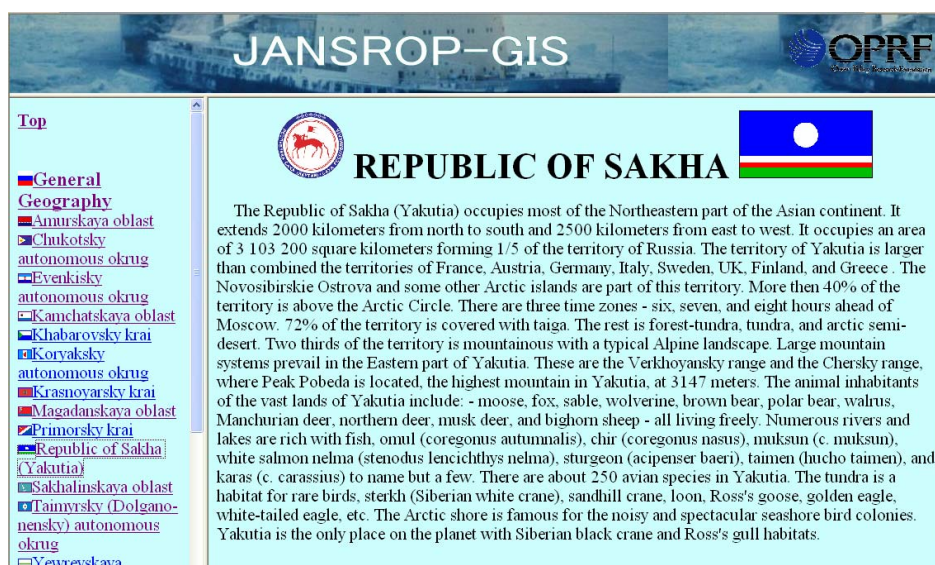 JANSROP-GIS
OPRF
Top
General
Geography
Amurskaya oblast
Chukotsky
autonomous okrug
Evenkisky
autonomous okrug
Kamchatskaya oblast
Khabarovsky krai
Koryaksky
autonomous okrug
Krasnoyarsky krai
Magadanskaya oblast
Primorsky krai
Republic of Sakha
(Yakutia)
Sakhalinskaya oblast
Taimyrsky (Dolgano-
nensky) autonomous
okrug
Yewreyskaya
REPUBLIC OF SAKHA
The Republic of Sakha (Yakutia) occupies most of the Northeastern part of the Asian continent. It
extends 2000 kilometers from north to south and 2500 kilometers from east to west. It occupies an area
of 3 103 200 square kilometers forming 1/5 of the territory of Russia. The territory of Yakutia is larger
than combined the territories of France, Austria, Germany, Italy, Sweden, UK, Finland, and Greece . The
Novosibirskie Ostrova and some other Arctic islands are part of this territory. More then 40% of the
territory is above the Arctic Circle. There are three time zones - six, seven, and eight hours ahead of
Moscow. 72% of the territory is covered with taiga. The rest is forest-tundra, tundra, and arctic semi-
desert. Two thirds of the territory is mountainous with a typical Alpine landscape. Large mountain
systems prevail in the Eastern part of Yakutia. These are the Verkhoyansky range and the Chersky range,
where Peak Pobeda is located, the highest mountain in Yakutia, at 3147 meters. The animal inhabitants
of the vast lands of Yakutia include: - moose, fox, sable, wolverine, brown bear, polar bear, walrus,
Manchurian deer, northern deer, musk deer, and bighorn sheep - all living freely. Numerous rivers and
lakes are rich with fish, omul (coregonus autumnalis), chir (coregonus nasus), muksun (c. muksun),
white salmon nelma (stenodus lencichthys nelma), sturgeon (acipenser baeri), taimen (hucho taimen), and
karas (c. carassius) to name but a few. There are about 250 avian species in Yakutia. The tundra is a
habitat for rare birds, sterkh (Siberian white crane), sandhill crane, loon, Ross's goose, golden eagle,
white-tailed eagle, etc. The Arctic shore is famous for the noisy and spectacular seashore bird colonies.
Yakutia is the only place on the planet with Siberian black crane and Ross's gull habitats.